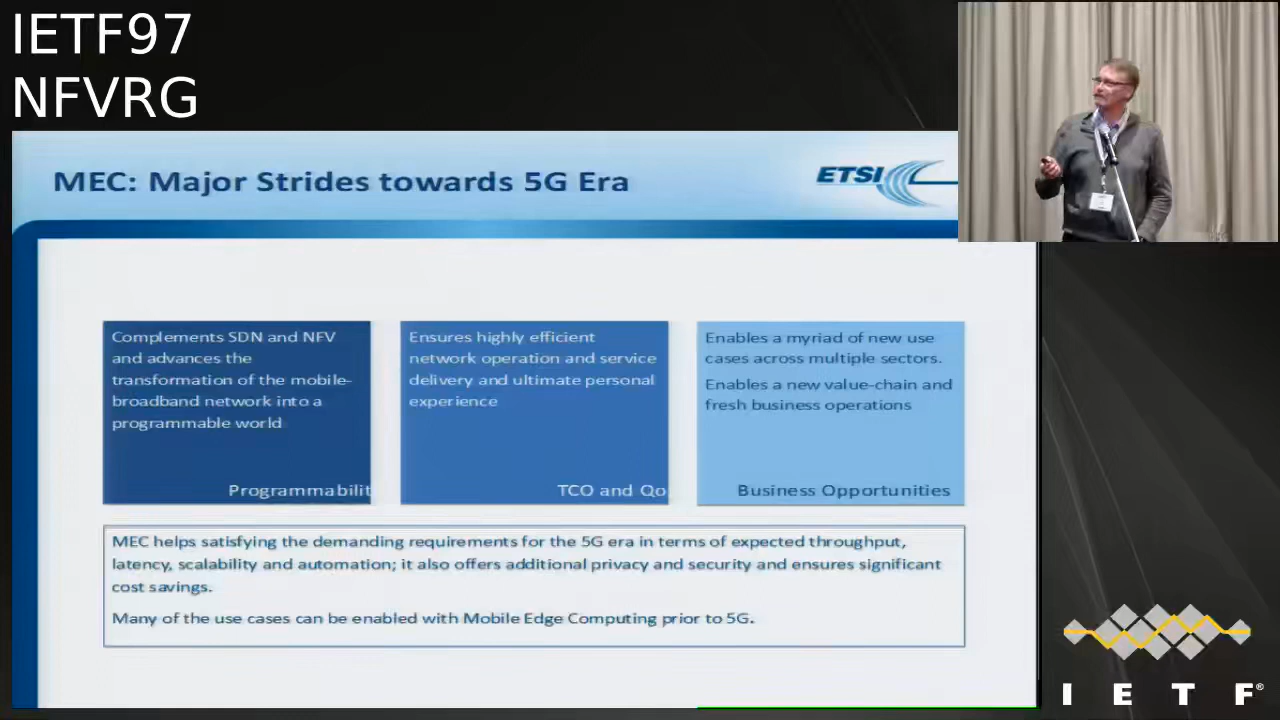 IETF97
NFVRG
MEC: Major Strides towards 5G Era
ETSI
Complements SDN and NFV
and advances the
transformation of the mobile-
broadband network into a
programmable world
Programmabilit
Ensures highly efficient
network operation and service
delivery and ultimate personal
experience
TCO and Qo
Enables a myriad of new use
cases across multiple sectors.
Enables a new value-chain and
fresh business operations
Business Opportunities
MEC helps satisfying the demanding requirements for the 5G era in terms of expected throughput,
latency, scalability and automation; it also offers additional privacy and security and ensures significant
cost savings.
Many of the use cases can be enabled with Mobile Edge Computing prior to 5G.
I E T F®